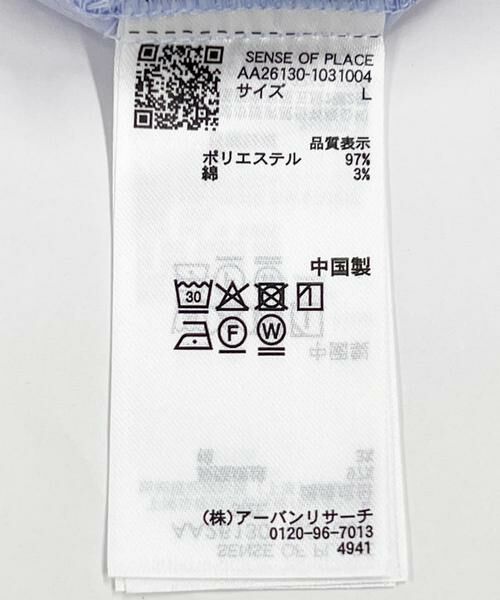 SENSE OF PLACE
AA26130-1031004
サイズ L
品質表示
ポリエステル 97%
綿 3%
中国製
30
F W
(株)アーバンリサーチ
0120-96-7013
4941